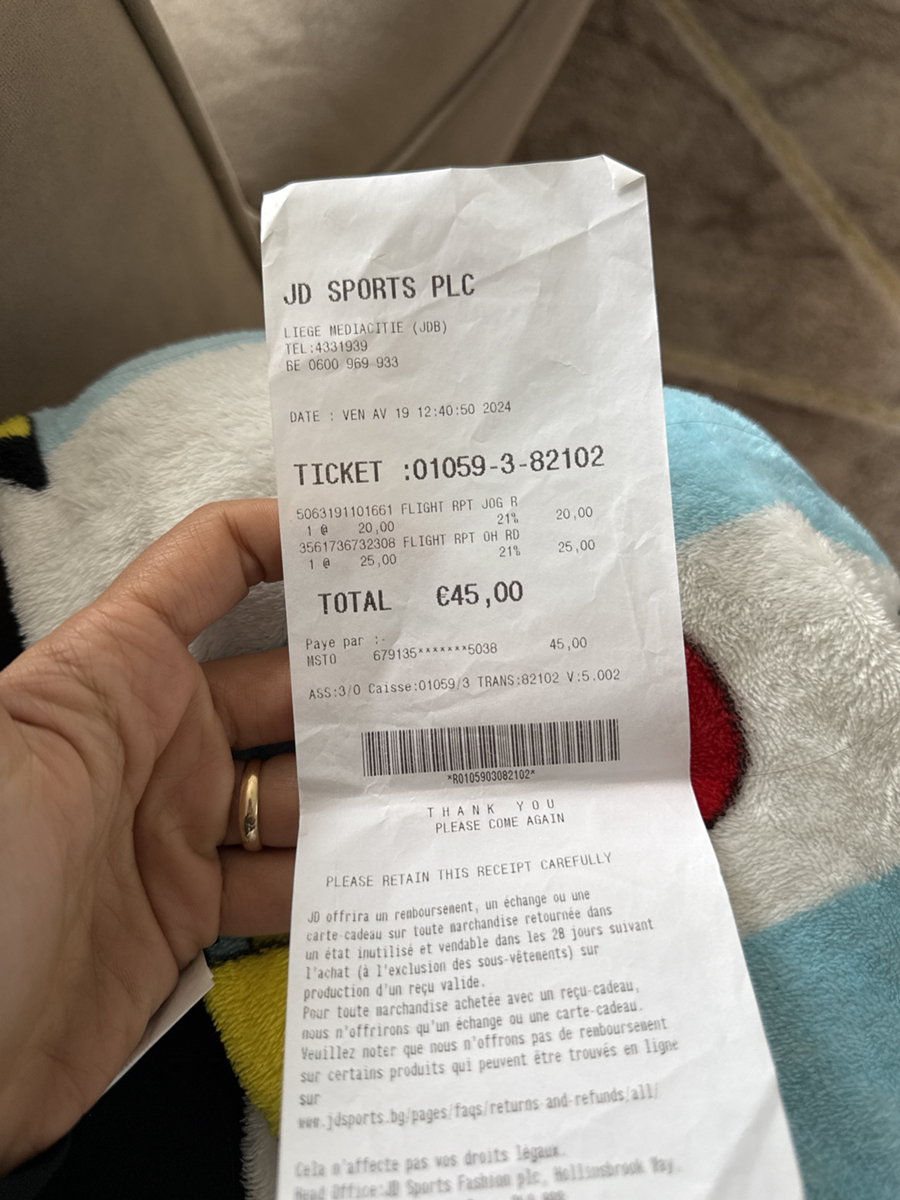 JD SPORTS PLC
LIEGE MEDIACITIE (JDB)
TEL:4331939
BE 0600 969 933
DATE : VEN AV 19 12:40:50 2024
TICKET :01059-3-82102
5063191101661 FLIGHT RPT JOG R
1 @ 20,00 21% 20,00
3561736732308 FLIGHT RPT OH RD
1 @ 25,00 21% 25,00
TOTAL €45,00
Paye par :-
MSTO 679135*******5038 45,00
ASS:3/0 Caisse:01059/3 TRANS:82102 V:5.002
*R0105903082102*
THANK YOU
PLEASE COME AGAIN
PLEASE RETAIN THIS RECEIPT CAREFULLY
JD offrira un remboursement, un échange ou une
carte-cadeau sur toute marchandise retournée dans
un état inutilisé et vendable dans les 28 jours suivant
l'achat (à l'exclusion des sous-vêtements) sur
production d'un reçu valide.
Pour toute marchandise achetée avec un reçu-cadeau,
nous n'offrirons qu'un échange ou une carte-cadeau.
Veuillez noter que nous n'offrons pas de remboursement
sur certains produits qui peuvent être trouvés en ligne
sur
www.jdsports.bg/pages/faqs/returns-and-refunds/all/
Cela n'affecte pas vos droits légaux.
Head Office:JD Sports Fashion plc, Hollinsbrook Way,